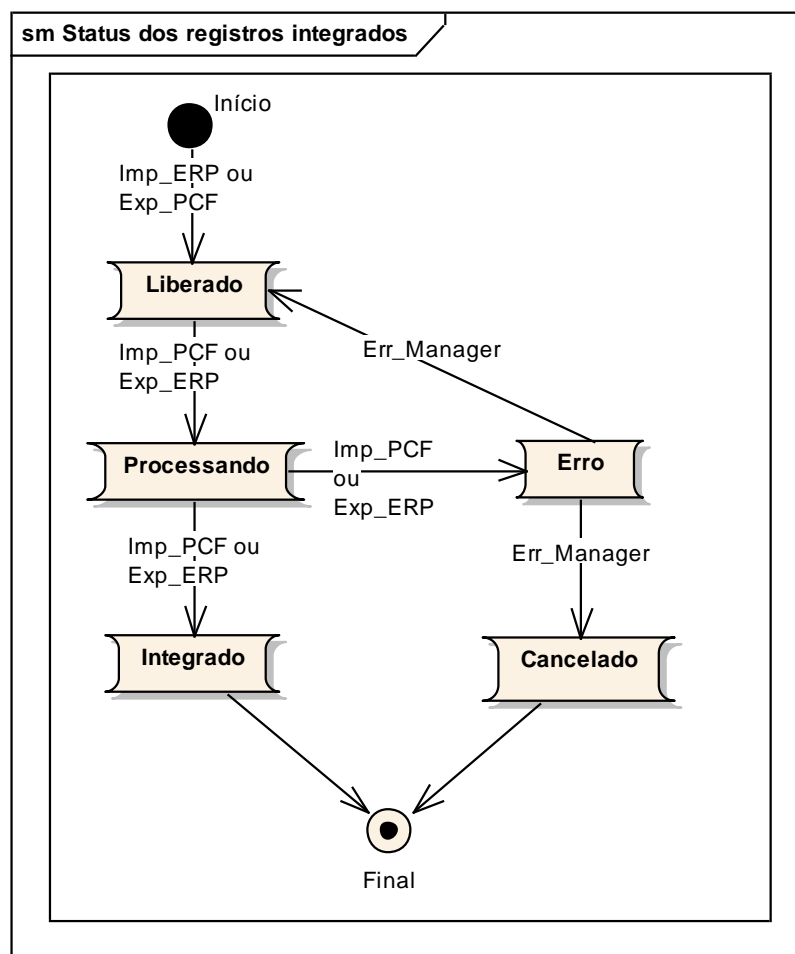 sm Status dos registros integrados
Início
Imp_ERP ou
Exp_PCF
Liberado
Imp_PCF ou
Exp_ERP
Err_Manager
Processando
Imp_PCF
ou
Exp_ERP
Erro
Imp_PCF ou
Exp_ERP
Err_Manager
Integrado
Cancelado
Final